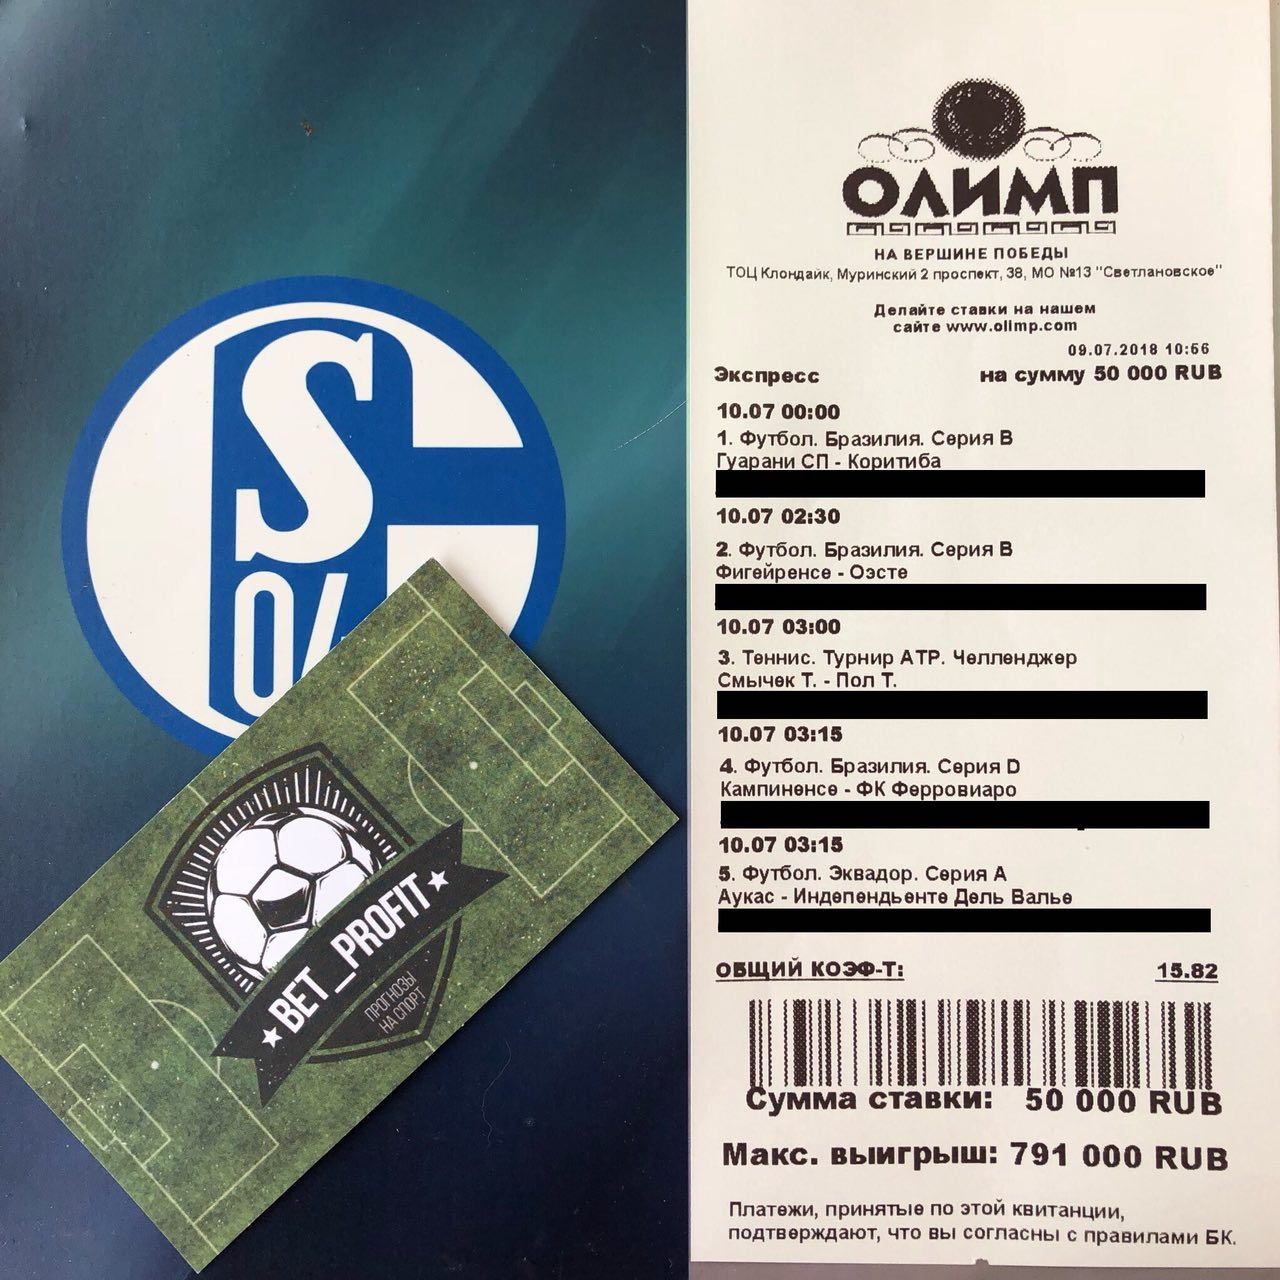 S
04
★ BET_PROFIT ★
ПРОГНОЗЫ
НА СПОРТ
ОЛИМП
НА ВЕРШИНЕ ПОБЕДЫ
ТОЦ Клондайк, Муринский 2 проспект, 38, МО №13 "Светлановское"
Делайте ставки на нашем
сайте www.olimp.com
09.07.2018 10:56
Экспресс на сумму 50 000 RUB
10.07 00:00
1. Футбол. Бразилия. Серия B
Гуарани СП - Коритиба
10.07 02:30
2. Футбол. Бразилия. Серия B
Фигейренсе - Оэсте
10.07 03:00
3. Теннис. Турнир ATP. Челленджер
Смычек Т. - Пол Т.
10.07 03:15
4. Футбол. Бразилия. Серия D
Кампиненсе - ФК Ферровиаро
10.07 03:15
5. Футбол. Эквадор. Серия A
Аукас - Индепендьенте Дель Валье
ОБЩИЙ КОЭФ-Т: 15.82
Сумма ставки: 50 000 RUB
Макс. выигрыш: 791 000 RUB
Платежи, принятые по этой квитанции,
подтверждают, что вы согласны с правилами БК.